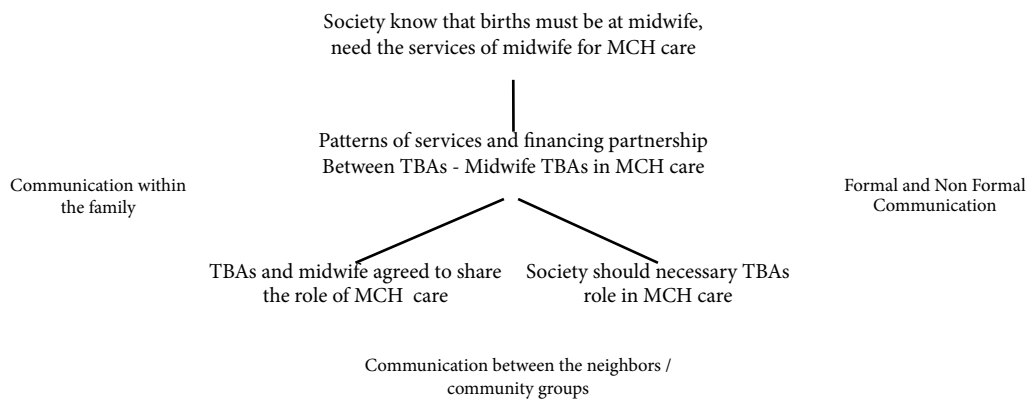 Society know that births must be at midwife,
need the services of midwife for MCH care
Patterns of services and financing partnership
Between TBAs - Midwife TBAs in MCH care
Communication within
the family
Formal and Non Formal
Communication
TBAs and midwife agreed to share
the role of MCH care
Society should necessary TBAs
role in MCH care
Communication between the neighbors /
community groups